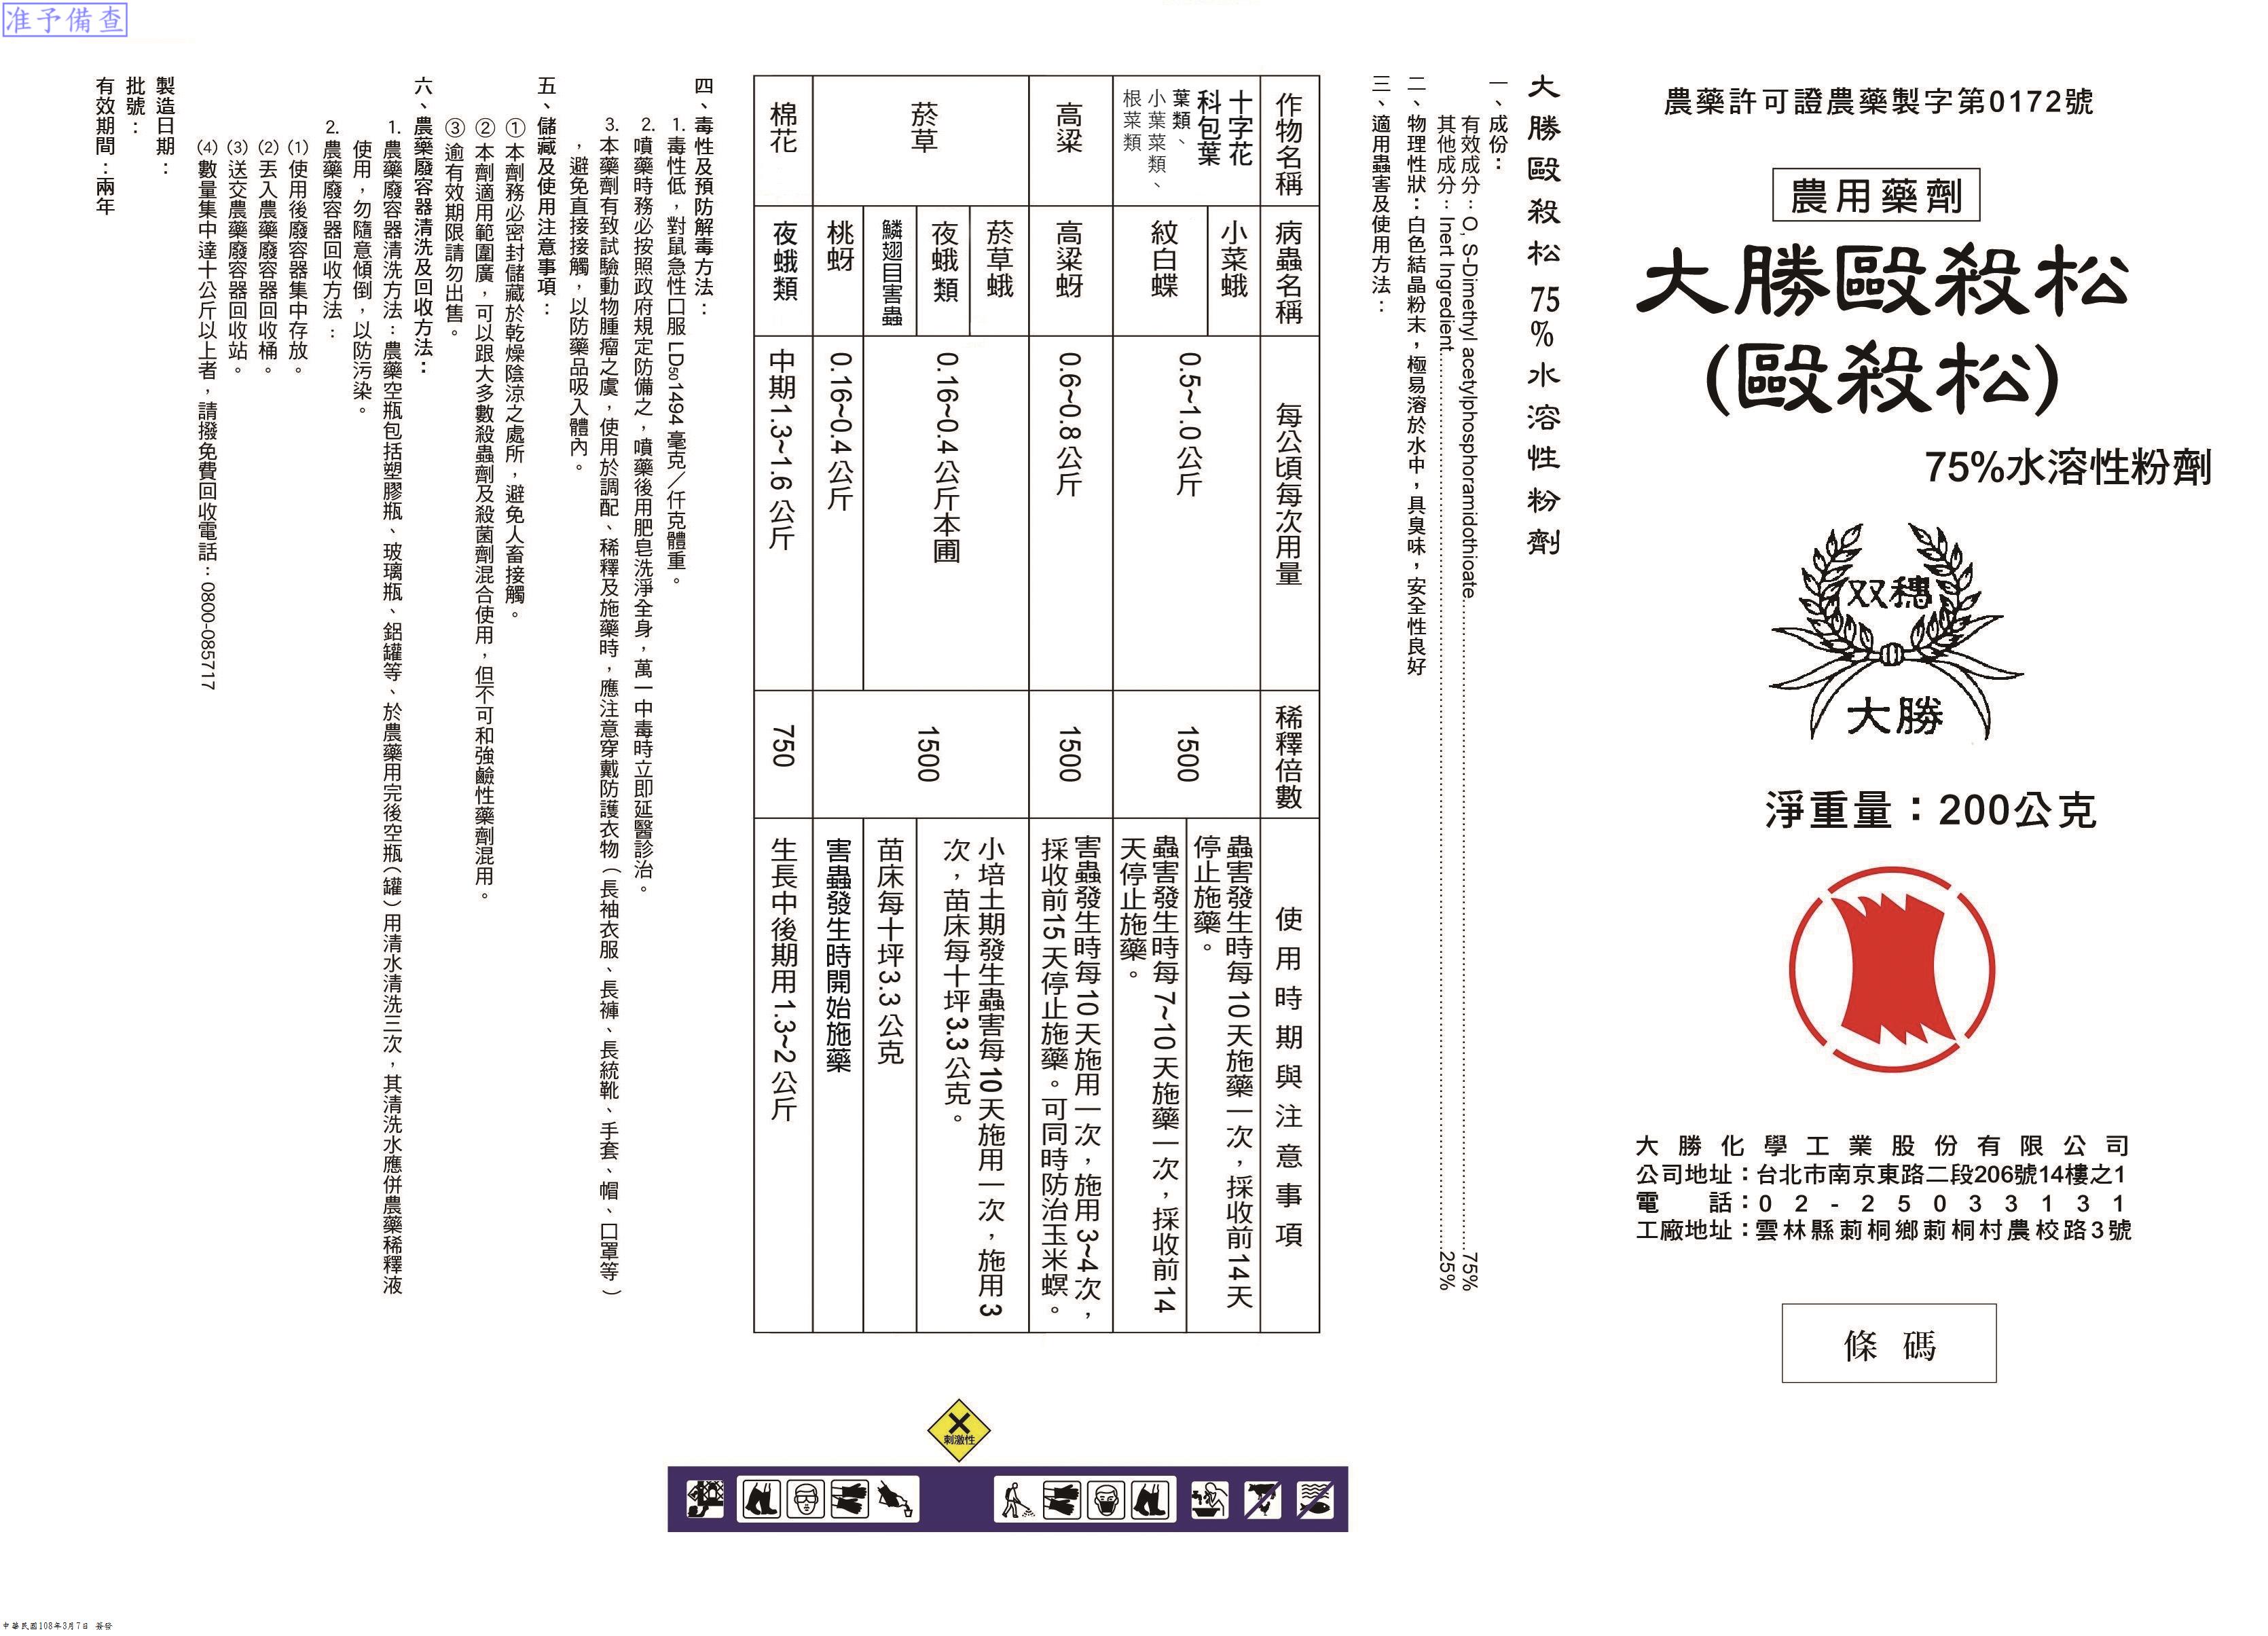 准予備查
農藥許可證農藥製字第0172號
農用藥劑
大勝毆殺松
(毆殺松)
75%水溶性粉劑
双穗
大勝
淨重量：200公克
大勝化學工業股份有限公司
公司地址：台北市南京東路二段206號14樓之1
電話：02-25033131
工廠地址：雲林縣莿桐鄉莿桐村農校路3號
條碼
大勝毆殺松75%水溶性粉劑
一、成份：
有效成分：O, S-Dimethyl acetylphosphoramidothioate........75%
其他成分：Inert Ingredient........25%
二、物理性狀：白色結晶粉末，極易溶於水中，具臭味，安全性良好
三、適用蟲害及使用方法：
作物名稱
病蟲名稱
每公頃每次用量
稀釋倍數
使用時期與注意事項
十字花
科包葉
葉類、
小葉菜類、
根菜類
小菜蛾
紋白蝶
0.5~1.0公斤
1500
蟲害發生時每10天施藥一次，採收前14天
停止施藥。
蟲害發生時每7~10天施藥一次，採收前14
天停止施藥。
高粱
高粱蚜
0.6~0.8公斤
1500
害蟲發生時每10天施用一次，施用3~4次，
採收前15天停止施藥。可同時防治玉米螟。
菸草
菸草蛾
夜蛾類
鱗翅目害蟲
桃蚜
0.16~0.4公斤本圃
0.16~0.4公斤
1500
小培土期發生蟲害每10天施用一次，施用3
次，苗床每十坪3.3公克。
苗床每十坪3.3公克
害蟲發生時開始施藥
棉花
夜蛾類
中期1.3~1.6公斤
750
生長中後期用1.3~2公斤
四、毒性及預防解毒方法：
1.毒性低，對鼠急性口服LD50 1494毫克／仟克體重。
2.噴藥時務必按照政府規定防備之，噴藥後用肥皂洗淨全身，萬一中毒時立即延醫診治。
3.本藥劑有致試驗動物腫瘤之虞，使用於調配、稀釋及施藥時，應注意穿戴防護衣物（長袖衣服、長褲、長統靴、手套、帽、口罩等）
，避免直接接觸，以防藥品吸入體內。
五、儲藏及使用注意事項：
①本劑務必密封儲藏於乾燥陰涼之處所，避免人畜接觸。
②本劑適用範圍廣，可以跟大多數殺蟲劑及殺菌劑混合使用，但不可和強鹼性藥劑混用。
③逾有效期限請勿出售。
六、農藥廢容器清洗及回收方法：
1.農藥廢容器清洗方法：農藥空瓶包括塑膠瓶、玻璃瓶、鋁罐等、於農藥用完後空瓶（罐）用清水清洗三次，其清洗水應併農藥稀釋液
使用，勿隨意傾倒，以防污染。
2.農藥廢容器回收方法：
⑴使用後廢容器集中存放。
⑵丟入農藥廢容器回收桶。
⑶送交農藥廢容器回收站。
⑷數量集中達十公斤以上者，請撥免費回收電話：0800-085717
製造日期：
批號：
有效期間：兩年
刺激性
中華民國108年3月7日 簽發